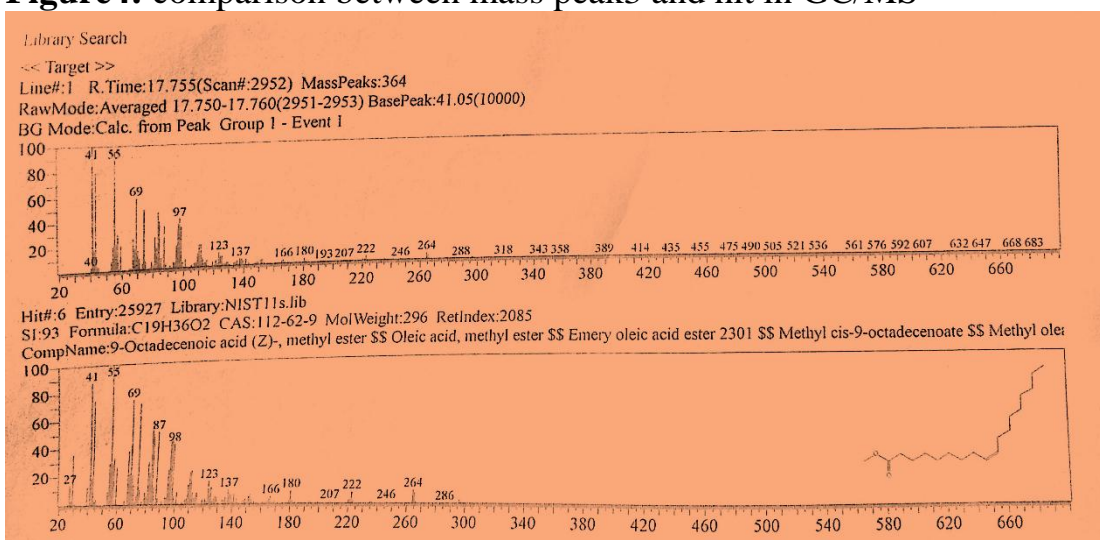 Figure4: comparison between mass peak5 and hit in GC/MS
Library Search
<< Target >>
Line#:1 R.Time:17.755(Scan#:2952) MassPeaks:364
RawMode:Averaged 17.750-17.760(2951-2953) BasePeak:41.05(10000)
BG Mode:Calc. from Peak Group 1 - Event 1
100
41 55
80
69
60
97
40
123 137 166 180 193 207 222 246 264 288 318 343 358 389 414 435 455 475 490 505 521 536 561 576 592 607 632 647 668 683
20
40
20 60 100 140 180 220 260 300 340 380 420 460 500 540 580 620 660
Hit#:6 Entry:25927 Library:NIST11s.lib
SI:93 Formula:C19H36O2 CAS:112-62-9 MolWeight:296 RetIndex:2085
CompName:9-Octadecenoic acid (Z)-, methyl ester $$ Oleic acid, methyl ester $$ Emery oleic acid ester 2301 $$ Methyl cis-9-octadecenoate $$ Methyl ole
100
41 55
80
69
60
87
98
40
20
27
123 137 166 180 207 222 246 264 286
20 60 100 140 180 220 260 300 340 380 420 460 500 540 580 620 660
O
O